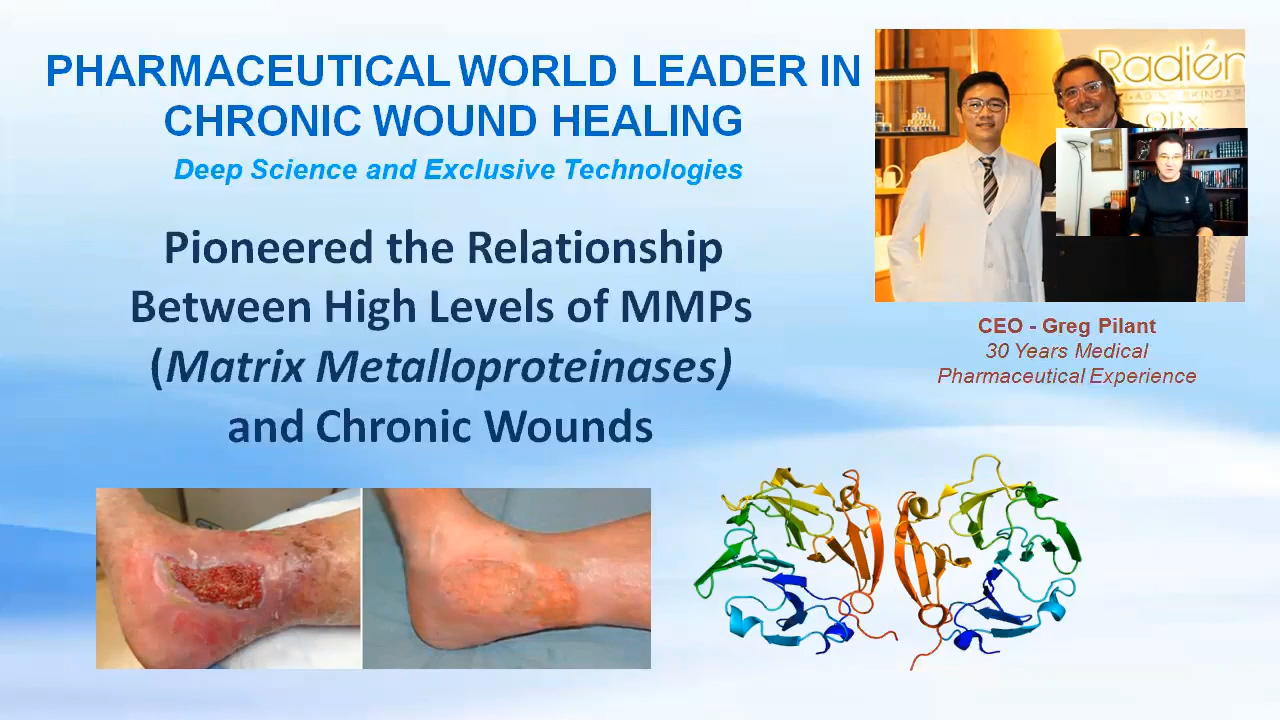 PHARMACEUTICAL WORLD LEADER IN
CHRONIC WOUND HEALING
Deep Science and Exclusive Technologies
Pioneered the Relationship
Between High Levels of MMPs
(Matrix Metalloproteinases)
and Chronic Wounds
Radién
CEO - Greg Pilant
30 Years Medical
Pharmaceutical Experience